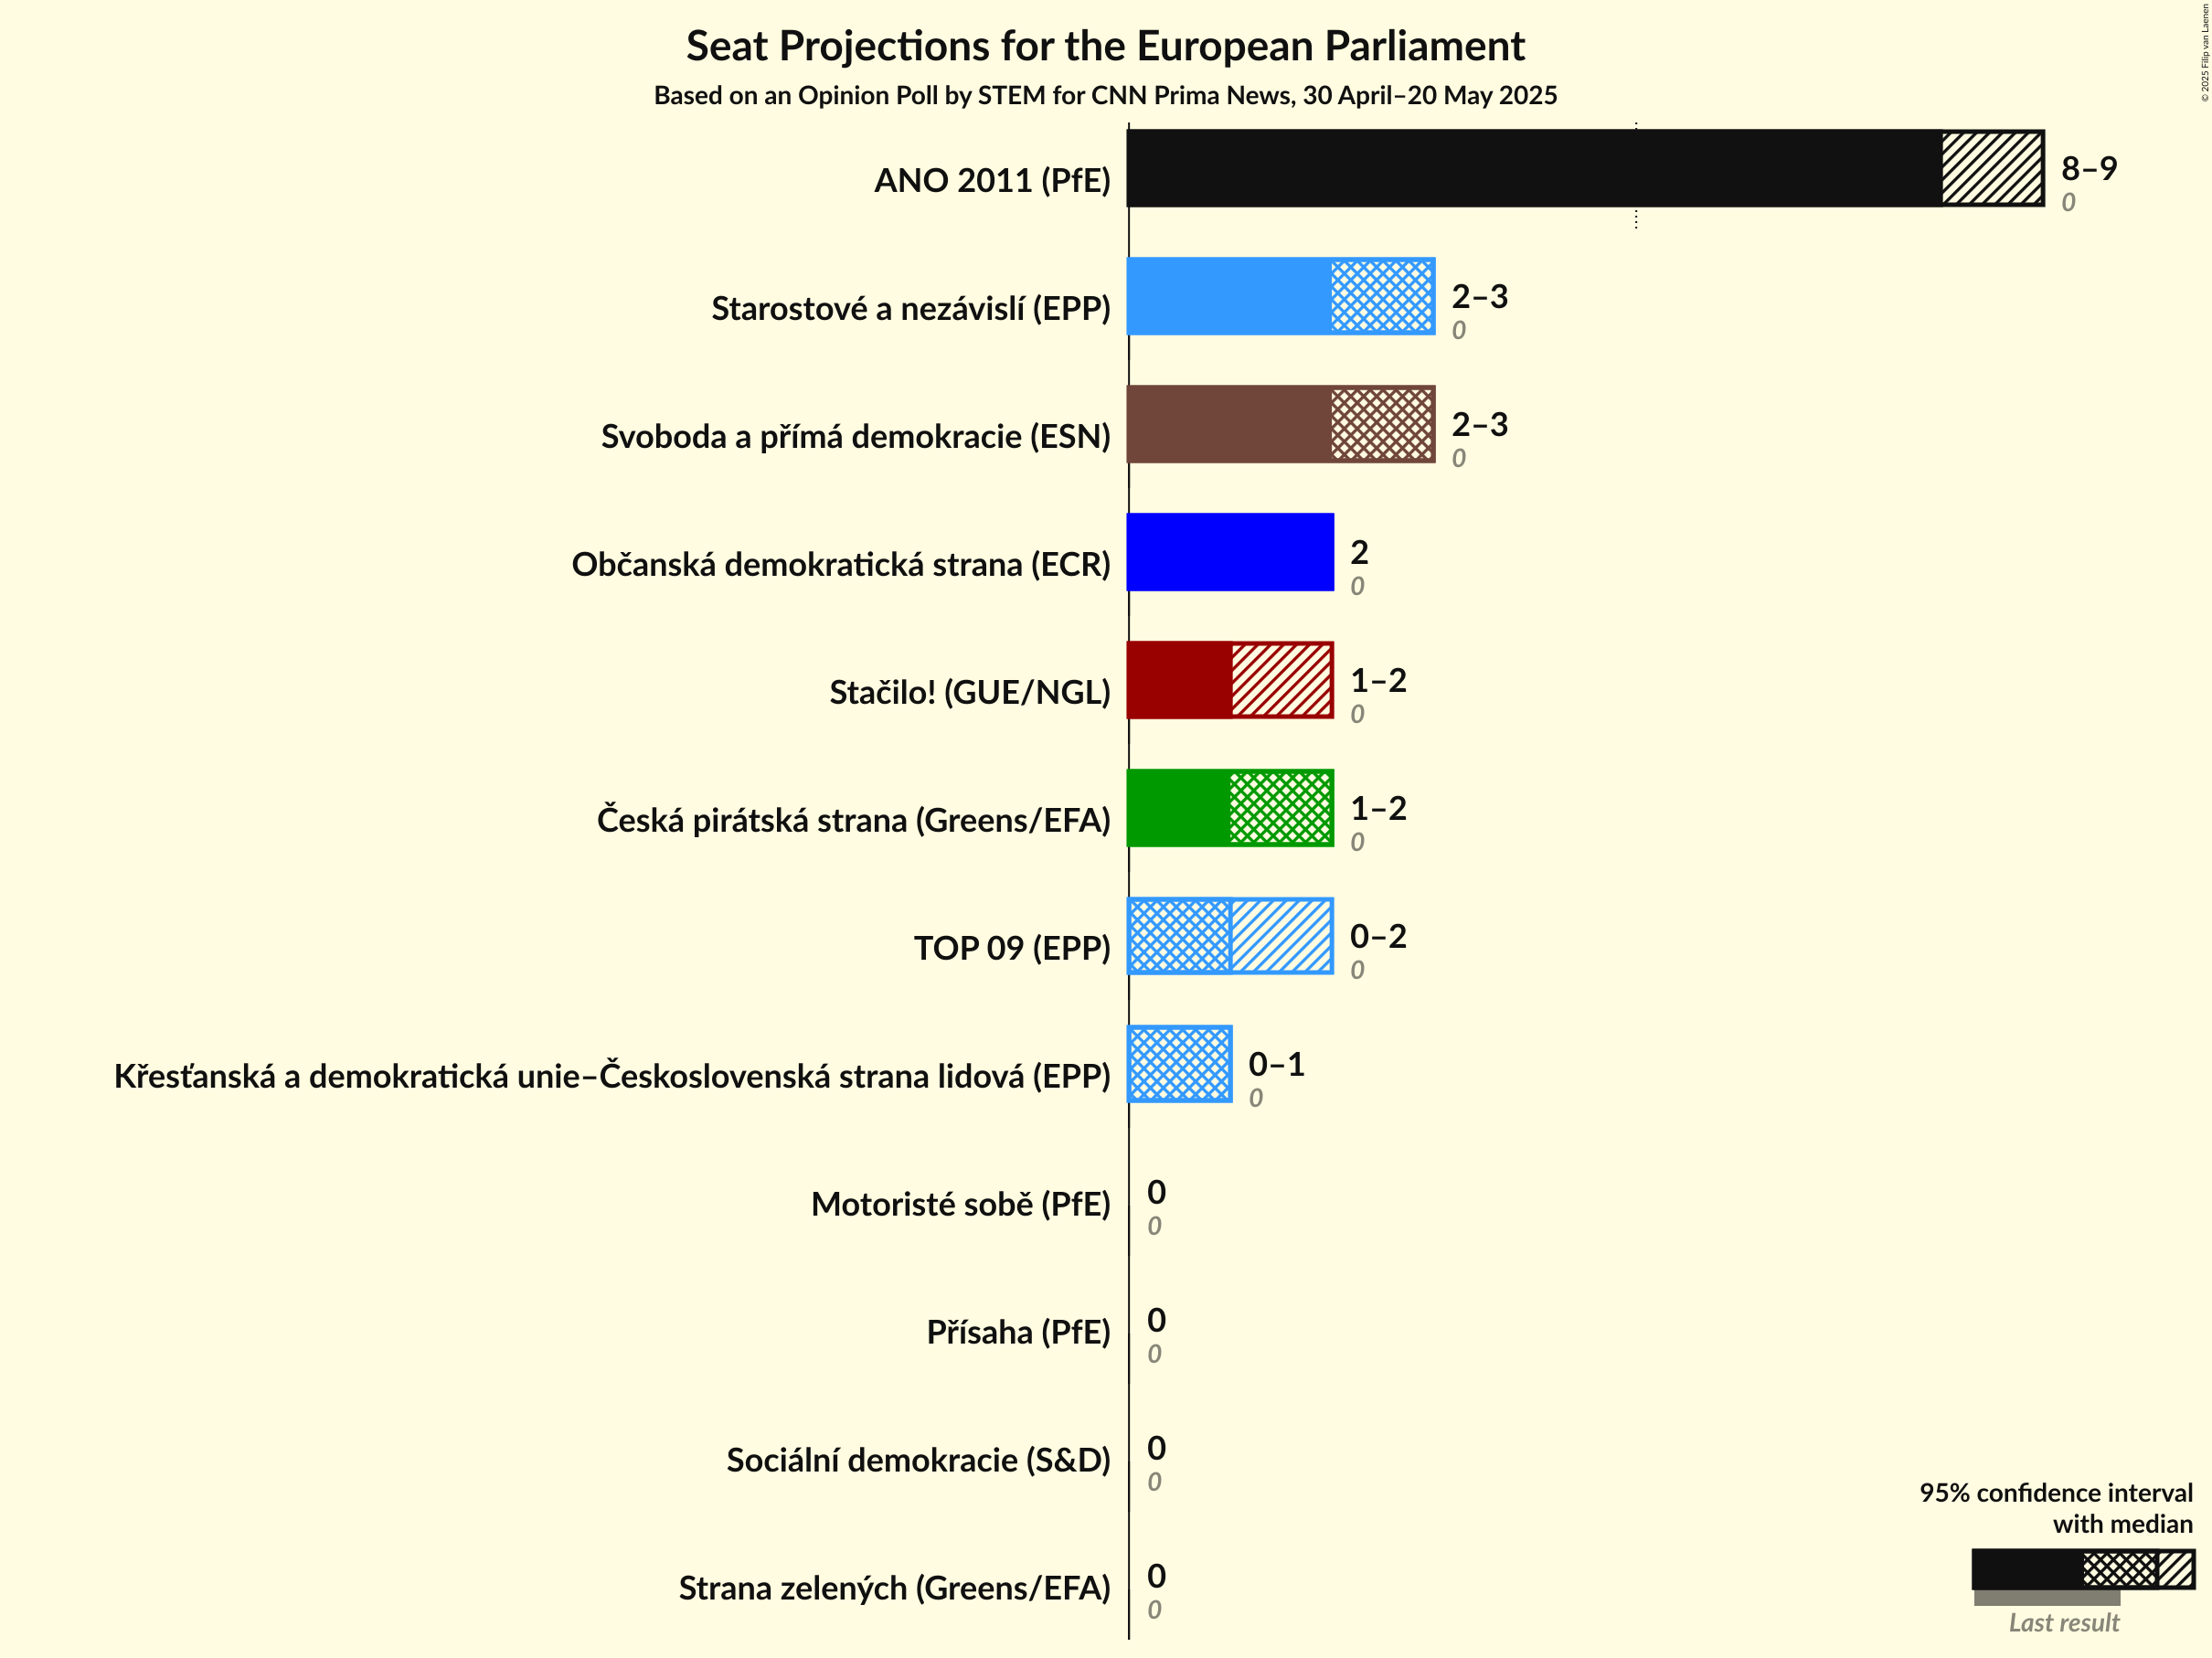 Seat Projections for the European Parliament
Based on an Opinion Poll by STEM for CNN Prima News, 30 April–20 May 2025
© 2025 Filip van Laenen
ANO 2011 (PfE)
8–9
0
Starostové a nezávislí (EPP)
2–3
0
Svoboda a přímá demokracie (ESN)
2–3
0
Občanská demokratická strana (ECR)
2
0
Stačilo! (GUE/NGL)
1–2
0
Česká pirátská strana (Greens/EFA)
1–2
0
TOP 09 (EPP)
0–2
0
Křesťanská a demokratická unie–Československá strana lidová (EPP)
0–1
0
Motoristé sobě (PfE)
0
0
Přísaha (PfE)
0
0
Sociální demokracie (S&D)
0
0
Strana zelených (Greens/EFA)
0
0
95% confidence interval
with median
Last result